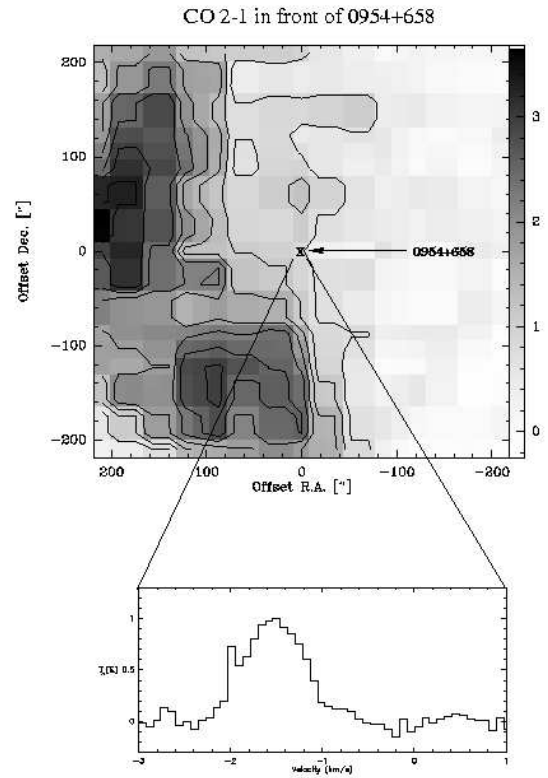 CO 2-1 in front of 0954+658
200
100
0
−100
−200
Offset Dec. ["]
200 100 0 −100 −200
Offset R.A. ["]
3
2
1
0
X
0954+658
1
0.5
0
−3 −2 −1 0 1
Velocity [km/s]